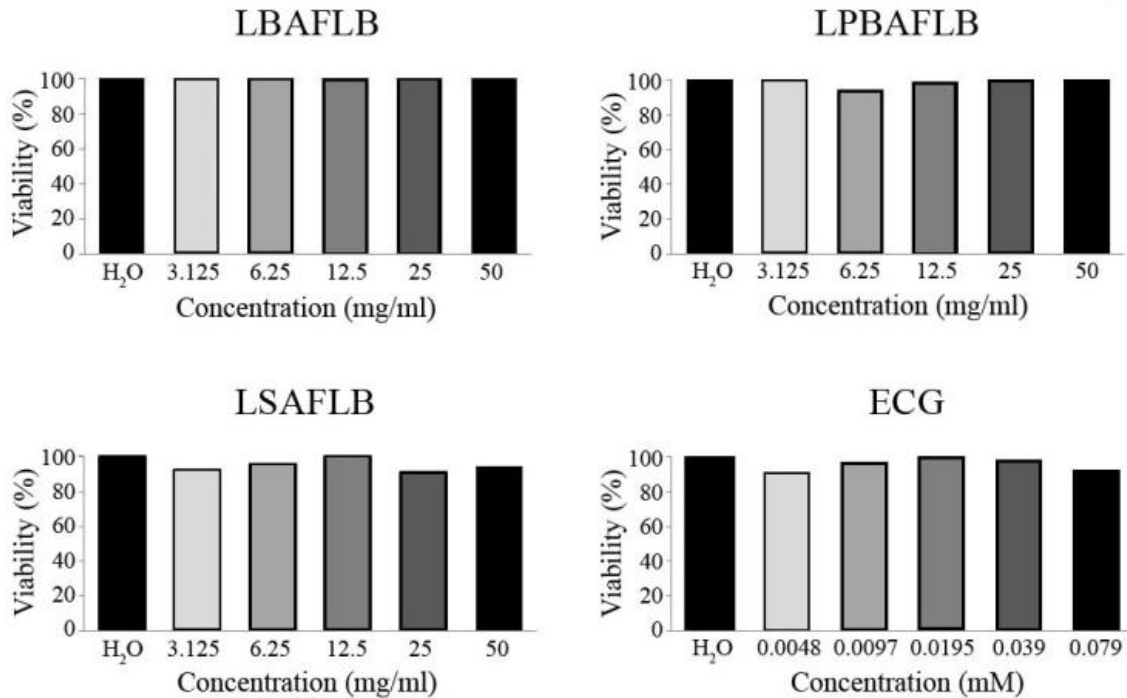 LBAFLB
Viability (%)
100
80
60
40
20
0
H₂O 3.125 6.25 12.5 25 50
Concentration (mg/ml)
LPBAFLB
Viability (%)
100
80
60
40
20
0
H₂O 3.125 6.25 12.5 25 50
Concentration (mg/ml)
LSAFLB
Viability (%)
100
80
60
40
20
0
H₂O 3.125 6.25 12.5 25 50
Concentration (mg/ml)
ECG
Viability (%)
100
80
60
40
20
0
H₂O 0.0048 0.0097 0.0195 0.039 0.079
Concentration (mM)